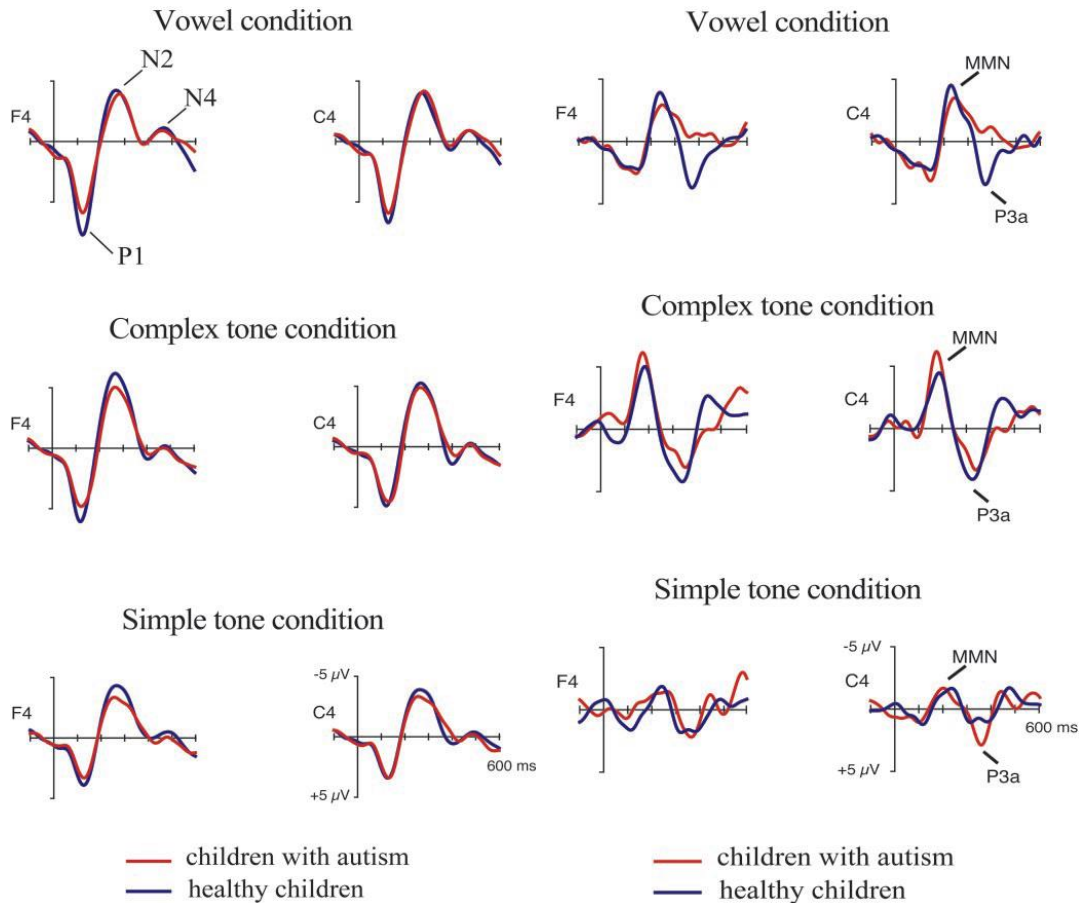 Vowel condition
N2
N4
F4
C4
P1
Complex tone condition
F4
C4
Simple tone condition
F4
-5 µV
C4
600 ms
+5 µV
children with autism
healthy children
Vowel condition
MMN
F4
C4
P3a
Complex tone condition
MMN
F4
C4
P3a
Simple tone condition
-5 µV
MMN
F4
C4
600 ms
P3a
+5 µV
children with autism
healthy children